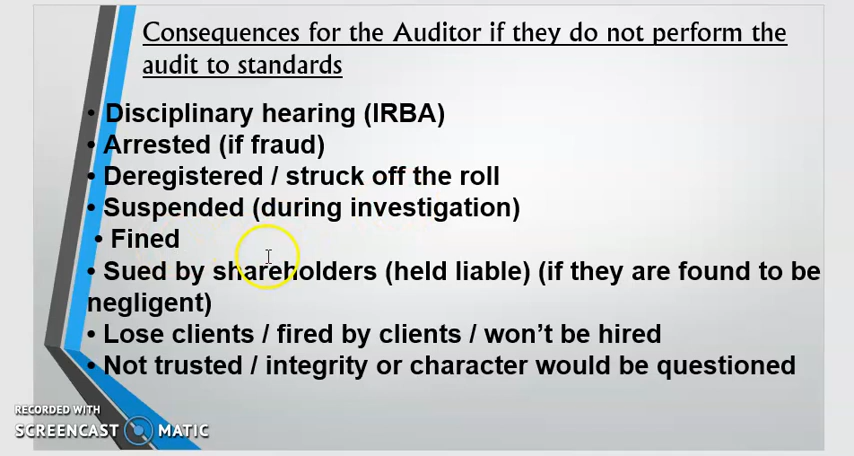 Consequences for the Auditor if they do not perform the
audit to standards
• Disciplinary hearing (IRBA)
• Arrested (if fraud)
• Deregistered / struck off the roll
• Suspended (during investigation)
• Fined
• Sued by shareholders (held liable) (if they are found to be
negligent)
• Lose clients / fired by clients / won’t be hired
• Not trusted / integrity or character would be questioned
RECORDED WITH
SCREENCAST MATIC